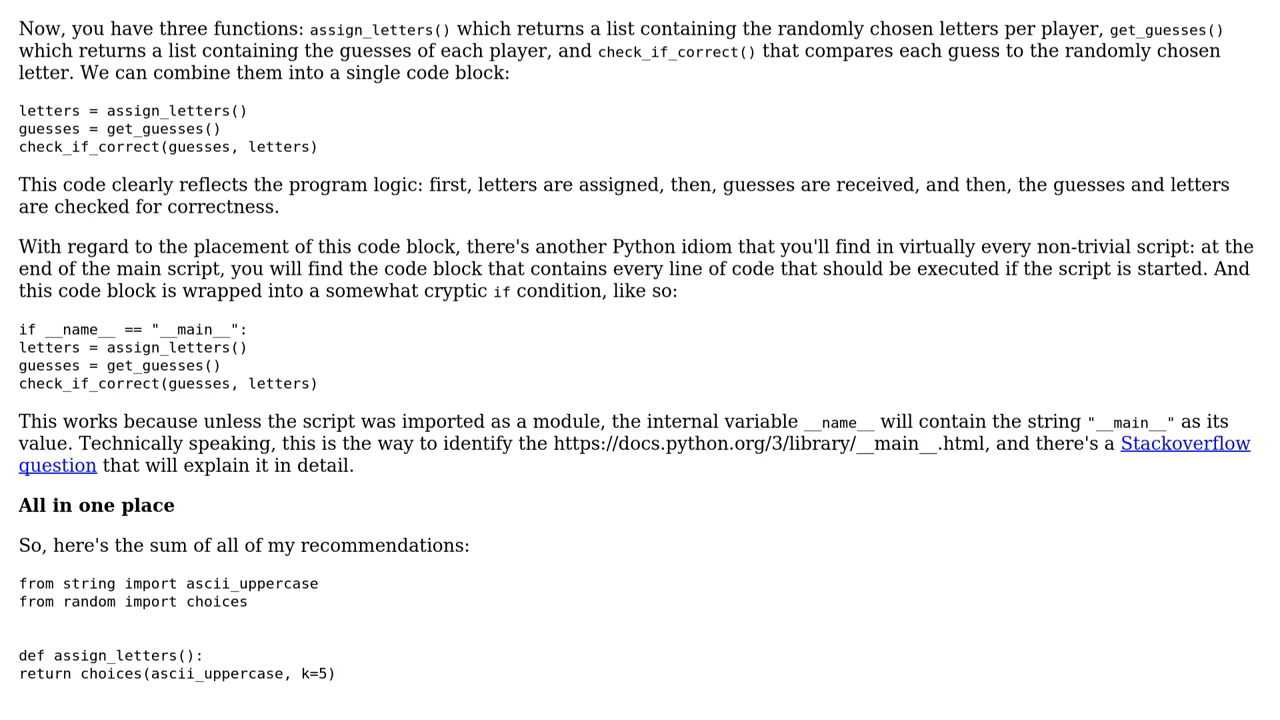 Now, you have three functions: assign_letters() which returns a list containing the randomly chosen letters per player, get_guesses()
which returns a list containing the guesses of each player, and check_if_correct() that compares each guess to the randomly chosen
letter. We can combine them into a single code block:
letters = assign_letters()
guesses = get_guesses()
check_if_correct(guesses, letters)
This code clearly reflects the program logic: first, letters are assigned, then, guesses are received, and then, the guesses and letters
are checked for correctness.
With regard to the placement of this code block, there's another Python idiom that you'll find in virtually every non-trivial script: at the
end of the main script, you will find the code block that contains every line of code that should be executed if the script is started. And
this code block is wrapped into a somewhat cryptic if condition, like so:
if __name__ == "__main__":
letters = assign_letters()
guesses = get_guesses()
check_if_correct(guesses, letters)
This works because unless the script was imported as a module, the internal variable __name__ will contain the string "__main__" as its
value. Technically speaking, this is the way to identify the https://docs.python.org/3/library/__main__.html, and there's a Stackoverflow
question that will explain it in detail.
All in one place
So, here's the sum of all of my recommendations:
from string import ascii_uppercase
from random import choices
def assign_letters():
return choices(ascii_uppercase, k=5)